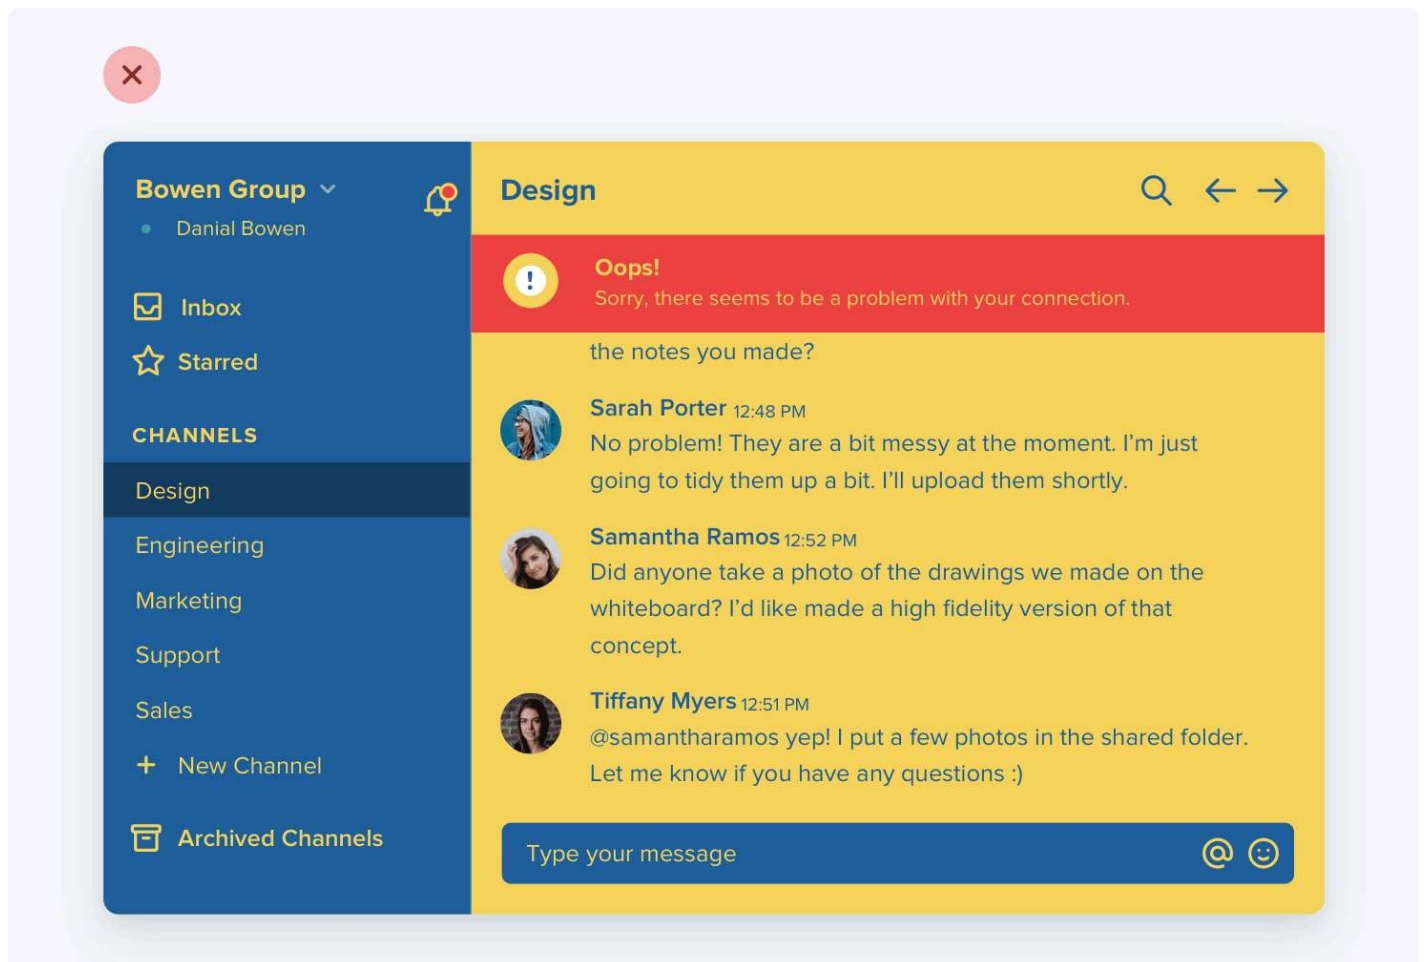 Bowen Group
Danial Bowen
Inbox
Starred
CHANNELS
Design
Engineering
Marketing
Support
Sales
New Channel
Archived Channels
Design
Oops!
Sorry, there seems to be a problem with your connection.
the notes you made?
Sarah Porter 12:48 PM
No problem! They are a bit messy at the moment. I’m just
going to tidy them up a bit. I’ll upload them shortly.
Samantha Ramos 12:52 PM
Did anyone take a photo of the drawings we made on the
whiteboard? I’d like made a high fidelity version of that
concept.
Tiffany Myers 12:51 PM
@samantharamos yep! I put a few photos in the shared folder.
Let me know if you have any questions :)
Type your message